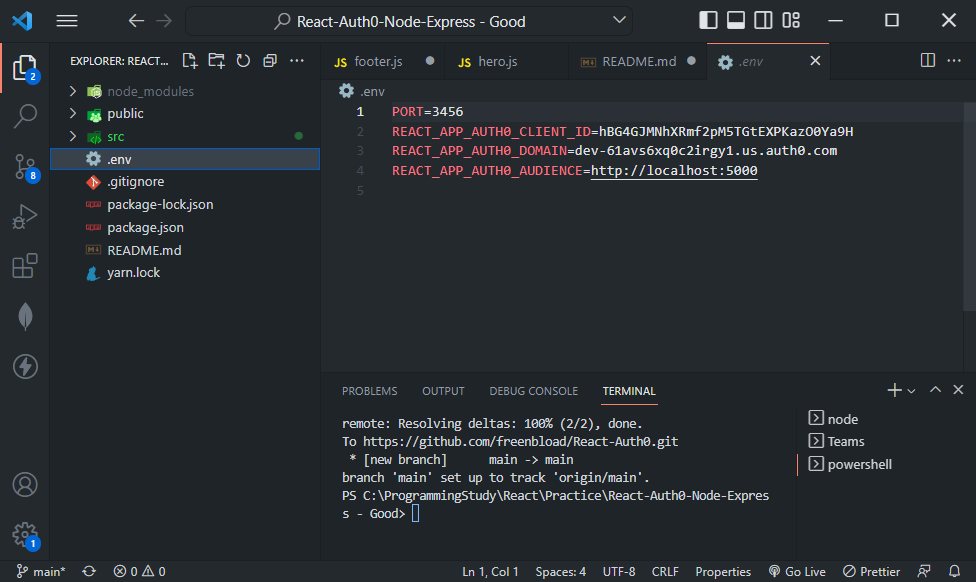 React-Auth0-Node-Express - Good
EXPLORER: REACT...
JS footer.js
JS hero.js
README.md
.env
2
node_modules
public
src
.env
.gitignore
package-lock.json
package.json
README.md
yarn.lock
8
.env
1 PORT=3456
2 REACT_APP_AUTH0_CLIENT_ID=hBG4GJMNhXRmf2pM5TGtEXPKazO0Ya9H
3 REACT_APP_AUTH0_DOMAIN=dev-61avs6xq0c2irgy1.us.auth0.com
4 REACT_APP_AUTH0_AUDIENCE=http://localhost:5000
5
PROBLEMS OUTPUT DEBUG CONSOLE TERMINAL
remote: Resolving deltas: 100% (2/2), done.
To https://github.com/freenbload/React-Auth0.git
* [new branch] main -> main
branch 'main' set up to track 'origin/main'.
PS C:\ProgrammingStudy\React\Practice\React-Auth0-Node-Expres
s - Good>
node
Teams
powershell
1
main* 0 0 Ln 1, Col 1 Spaces: 4 UTF-8 CRLF Properties Go Live Prettier